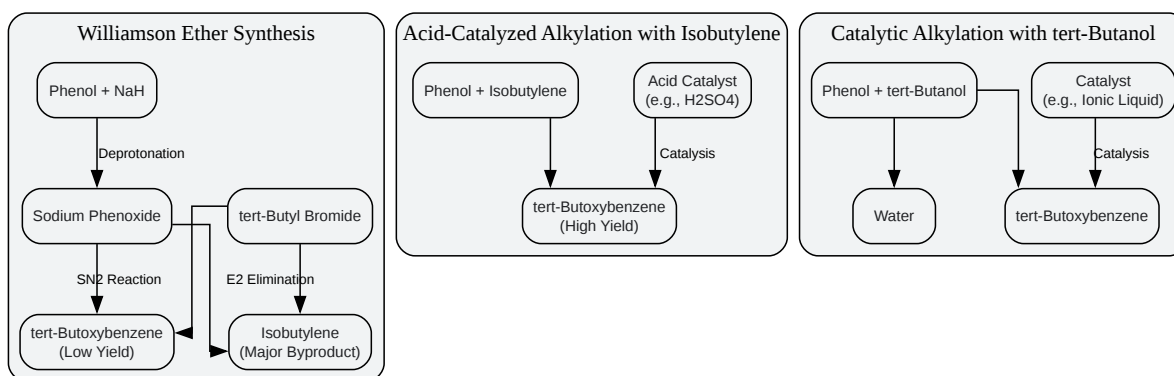 Williamson Ether Synthesis
Phenol + NaH
Deprotonation
Sodium Phenoxide
tert-Butyl Bromide
SN2 Reaction
E2 Elimination
tert-Butoxybenzene
(Low Yield)
Isobutylene
(Major Byproduct)
Acid-Catalyzed Alkylation with Isobutylene
Phenol + Isobutylene
Acid Catalyst
(e.g., H2SO4)
Catalysis
tert-Butoxybenzene
(High Yield)
Catalytic Alkylation with tert-Butanol
Phenol + tert-Butanol
Catalyst
(e.g., Ionic Liquid)
Catalysis
Water
tert-Butoxybenzene